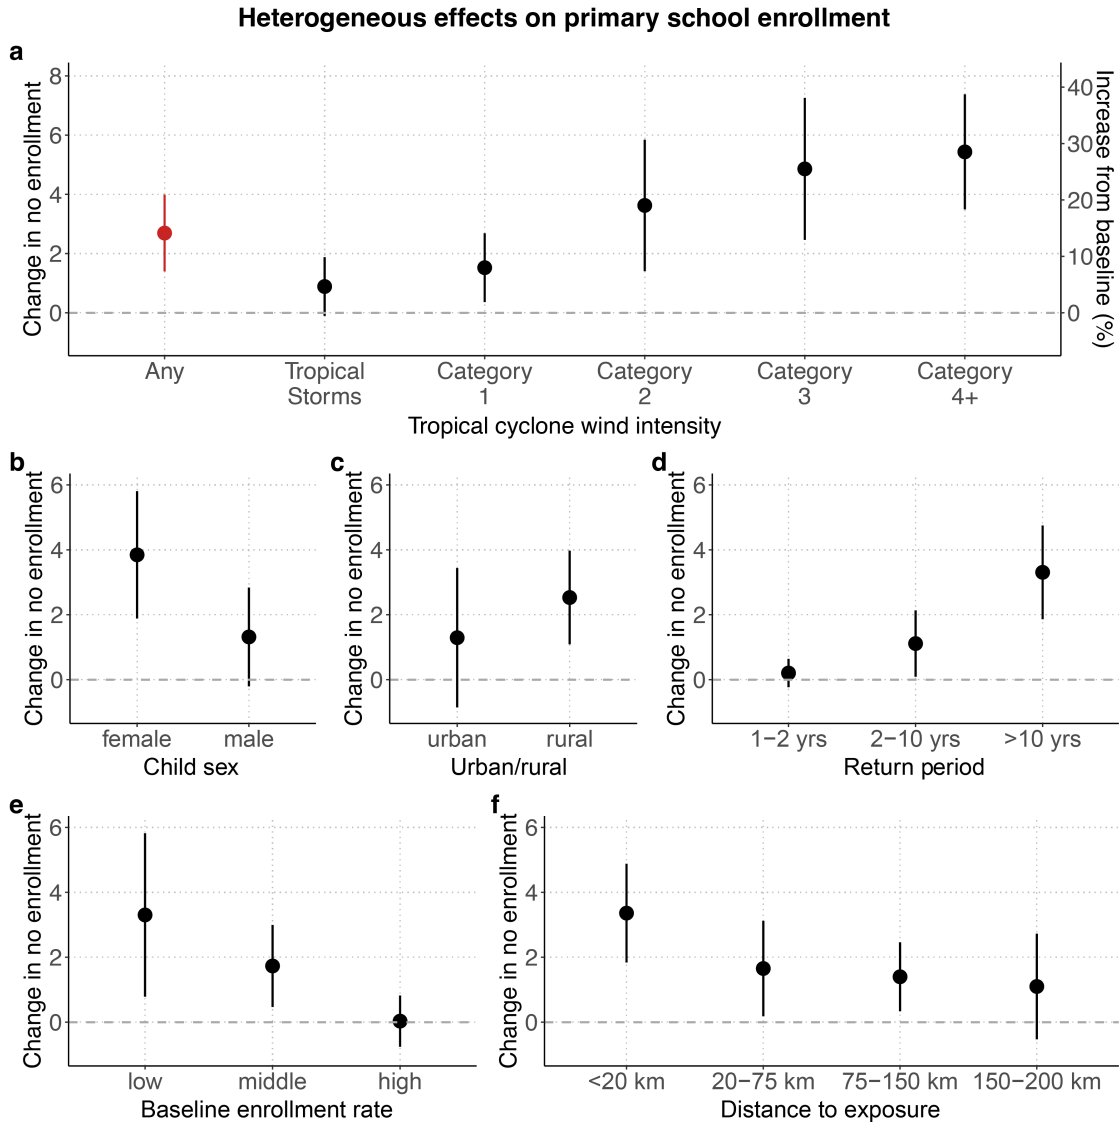 Heterogeneous effects on primary school enrollment
a
Change in no enrollment
8
6
4
2
0
40
30
20
10
0
Increase from baseline (%)
Any
Tropical Storms
Category 1
Category 2
Category 3
Category 4+
Tropical cyclone wind intensity
b
Change in no enrollment
6
4
2
0
female
male
Child sex
c
Change in no enrollment
6
4
2
0
urban
rural
Urban/rural
d
Change in no enrollment
6
4
2
0
1−2 yrs
2−10 yrs
>10 yrs
Return period
e
Change in no enrollment
6
4
2
0
low
middle
high
Baseline enrollment rate
f
Change in no enrollment
6
4
2
0
<20 km
20−75 km
75−150 km
150−200 km
Distance to exposure